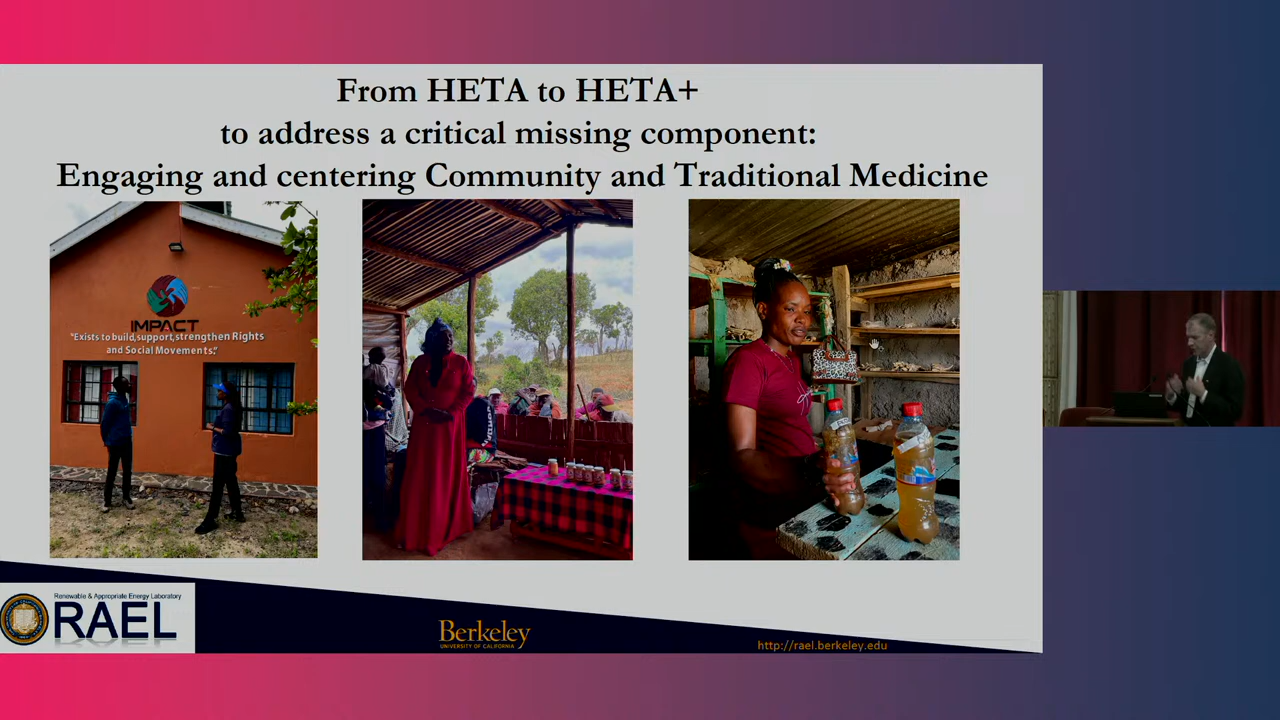 From HETA to HETA+
to address a critical missing component:
Engaging and centering Community and Traditional Medicine
IMPACT
"Exists to build, support, strengthen Rights
and Social Movements."
Renewable & Appropriate Energy Laboratory
RAEL
Berkeley
UNIVERSITY OF CALIFORNIA
http://rael.berkeley.edu